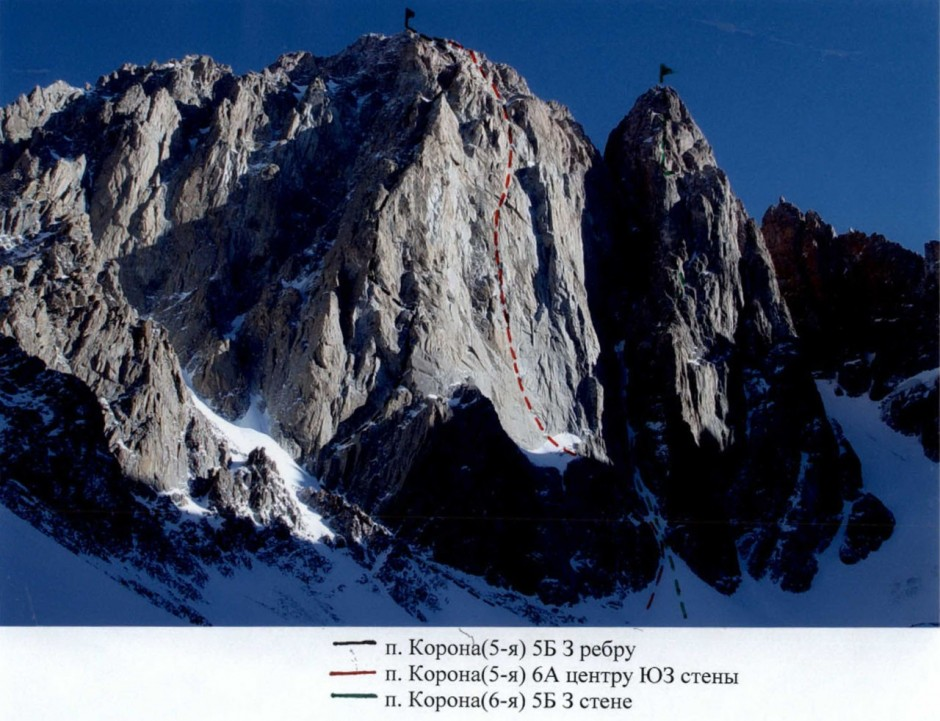 п. Корона(5-я) 5Б З ребру
п. Корона(5-я) 6А центру ЮЗ стены
п. Корона(6-я) 5Б З стене